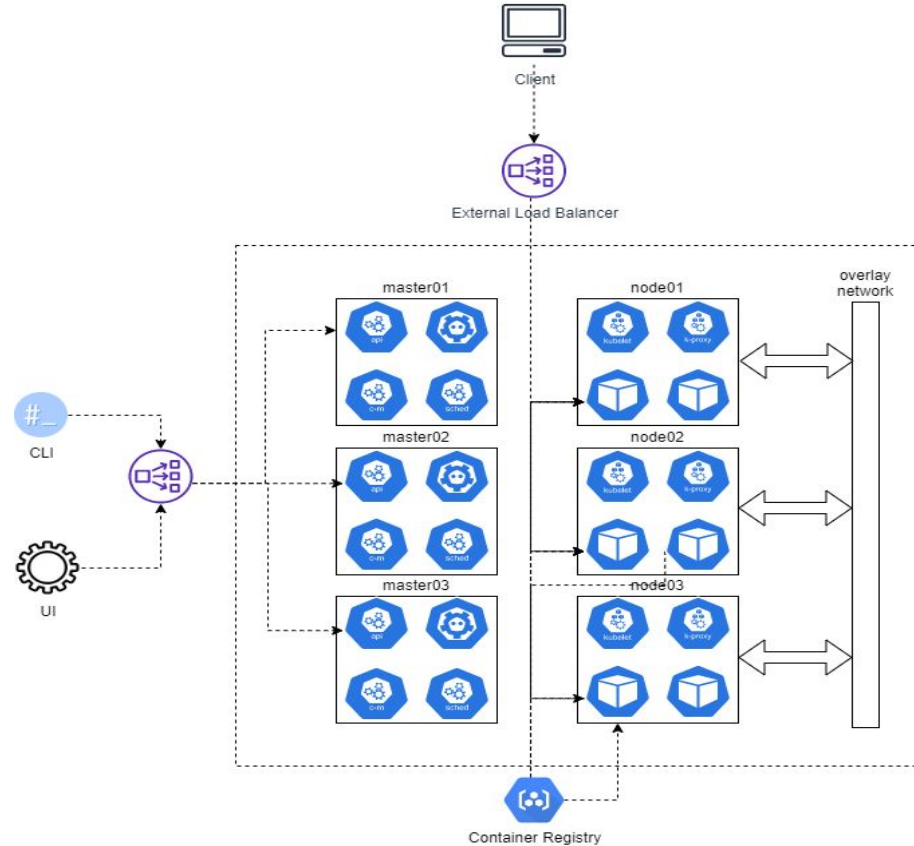 Client
External Load Balancer
overlay
network
master01
node01
api
kubelet
k-proxy
c-m
sched
#_
CLI
master02
node02
api
kubelet
k-proxy
c-m
sched
UI
master03
node03
api
kubelet
k-proxy
c-m
sched
Container Registry